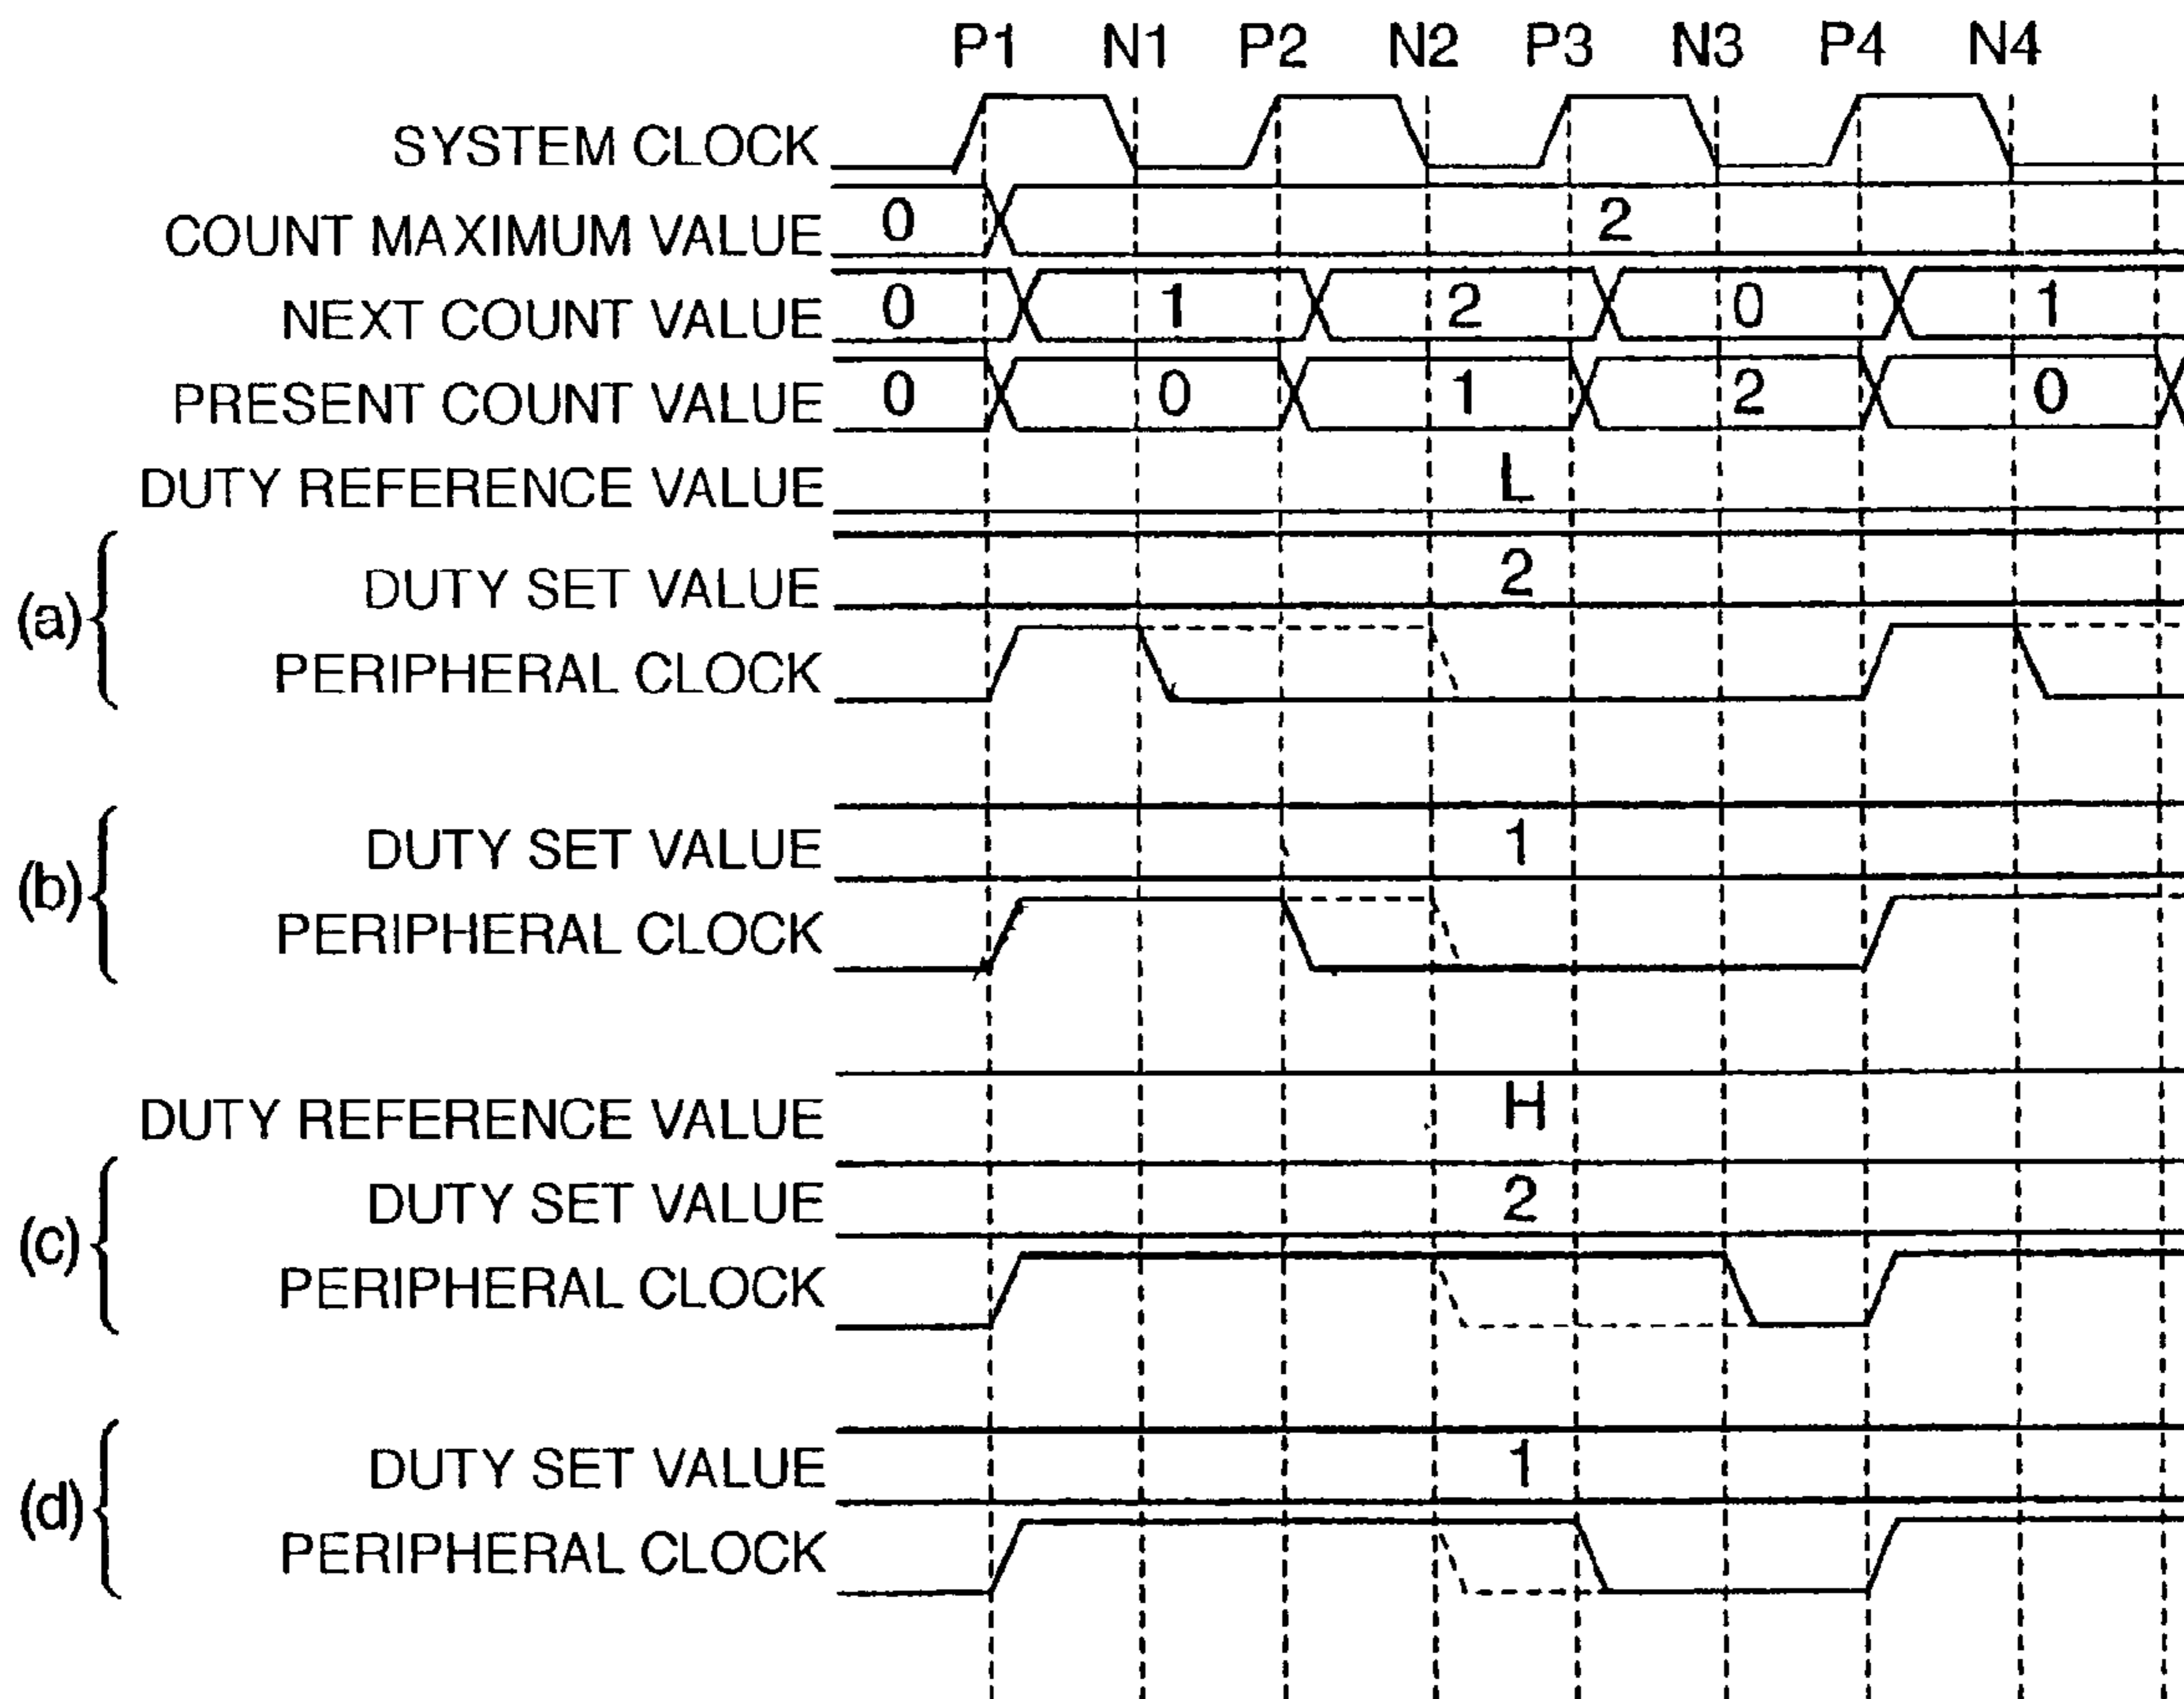 P1 N1 P2 N2 P3 N3 P4 N4
SYSTEM CLOCK
COUNT MAXIMUM VALUE 0 2
NEXT COUNT VALUE 0 1 2 0 1
PRESENT COUNT VALUE 0 0 1 2 0
DUTY REFERENCE VALUE L
(a)
DUTY SET VALUE 2
PERIPHERAL CLOCK
(b)
DUTY SET VALUE 1
PERIPHERAL CLOCK
DUTY REFERENCE VALUE H
(c)
DUTY SET VALUE 2
PERIPHERAL CLOCK
(d)
DUTY SET VALUE 1
PERIPHERAL CLOCK